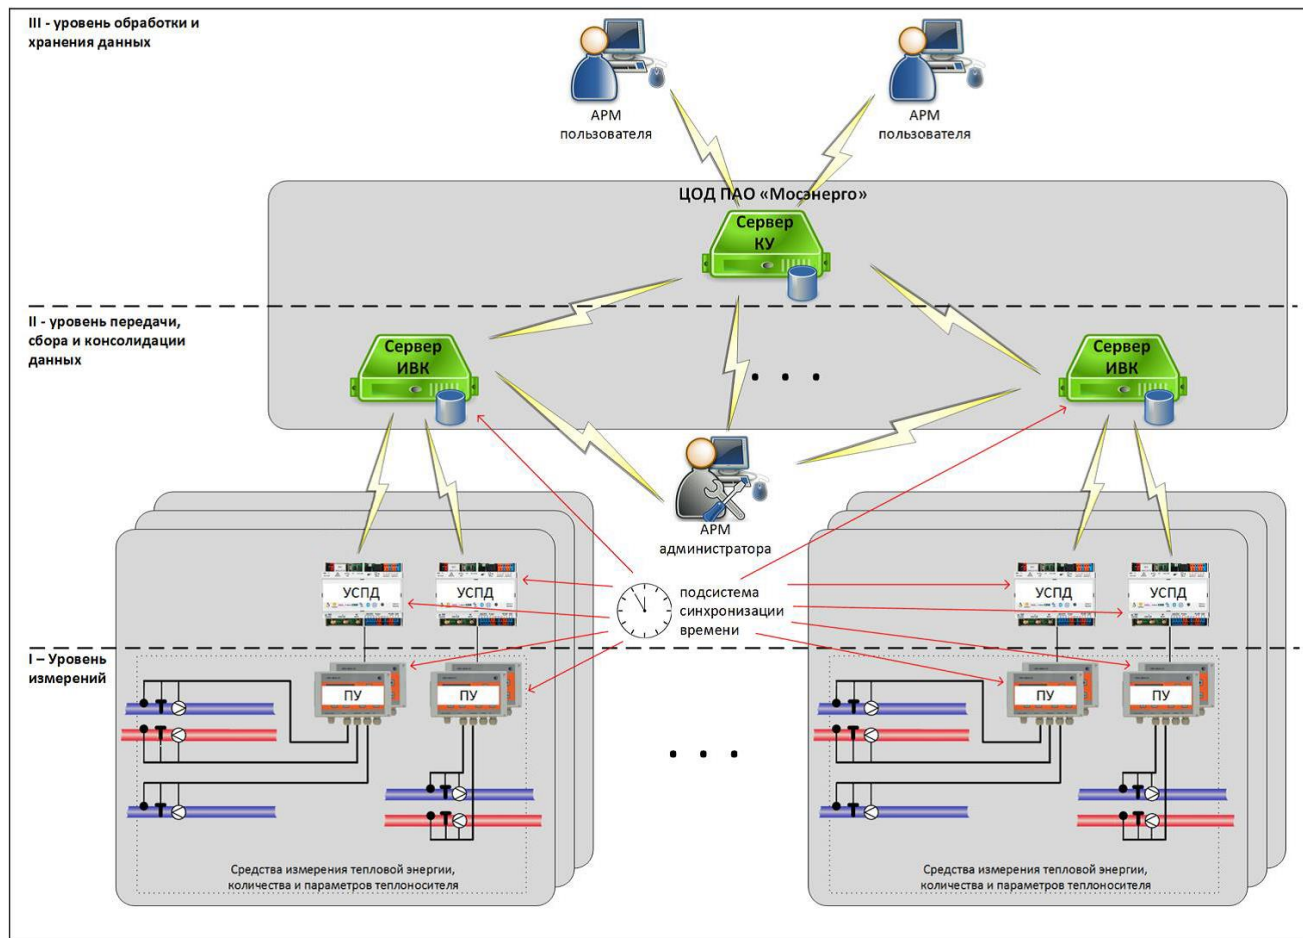 III - уровень обработки и
хранения данных
АРМ
пользователя
АРМ
пользователя
ЦОД ПАО «Мосэнерго»
Сервер
КУ
II - уровень передачи,
сбора и консолидации
данных
Сервер
ИВК
. . .
Сервер
ИВК
АРМ
администратора
УСПД
УСПД
подсистема
синхронизации
времени
УСПД
УСПД
I – Уровень
измерений
ПУ
ПУ
ПУ
ПУ
. . .
Средства измерения тепловой энергии,
количества и параметров теплоносителя
Средства измерения тепловой энергии,
количества и параметров теплоносителя